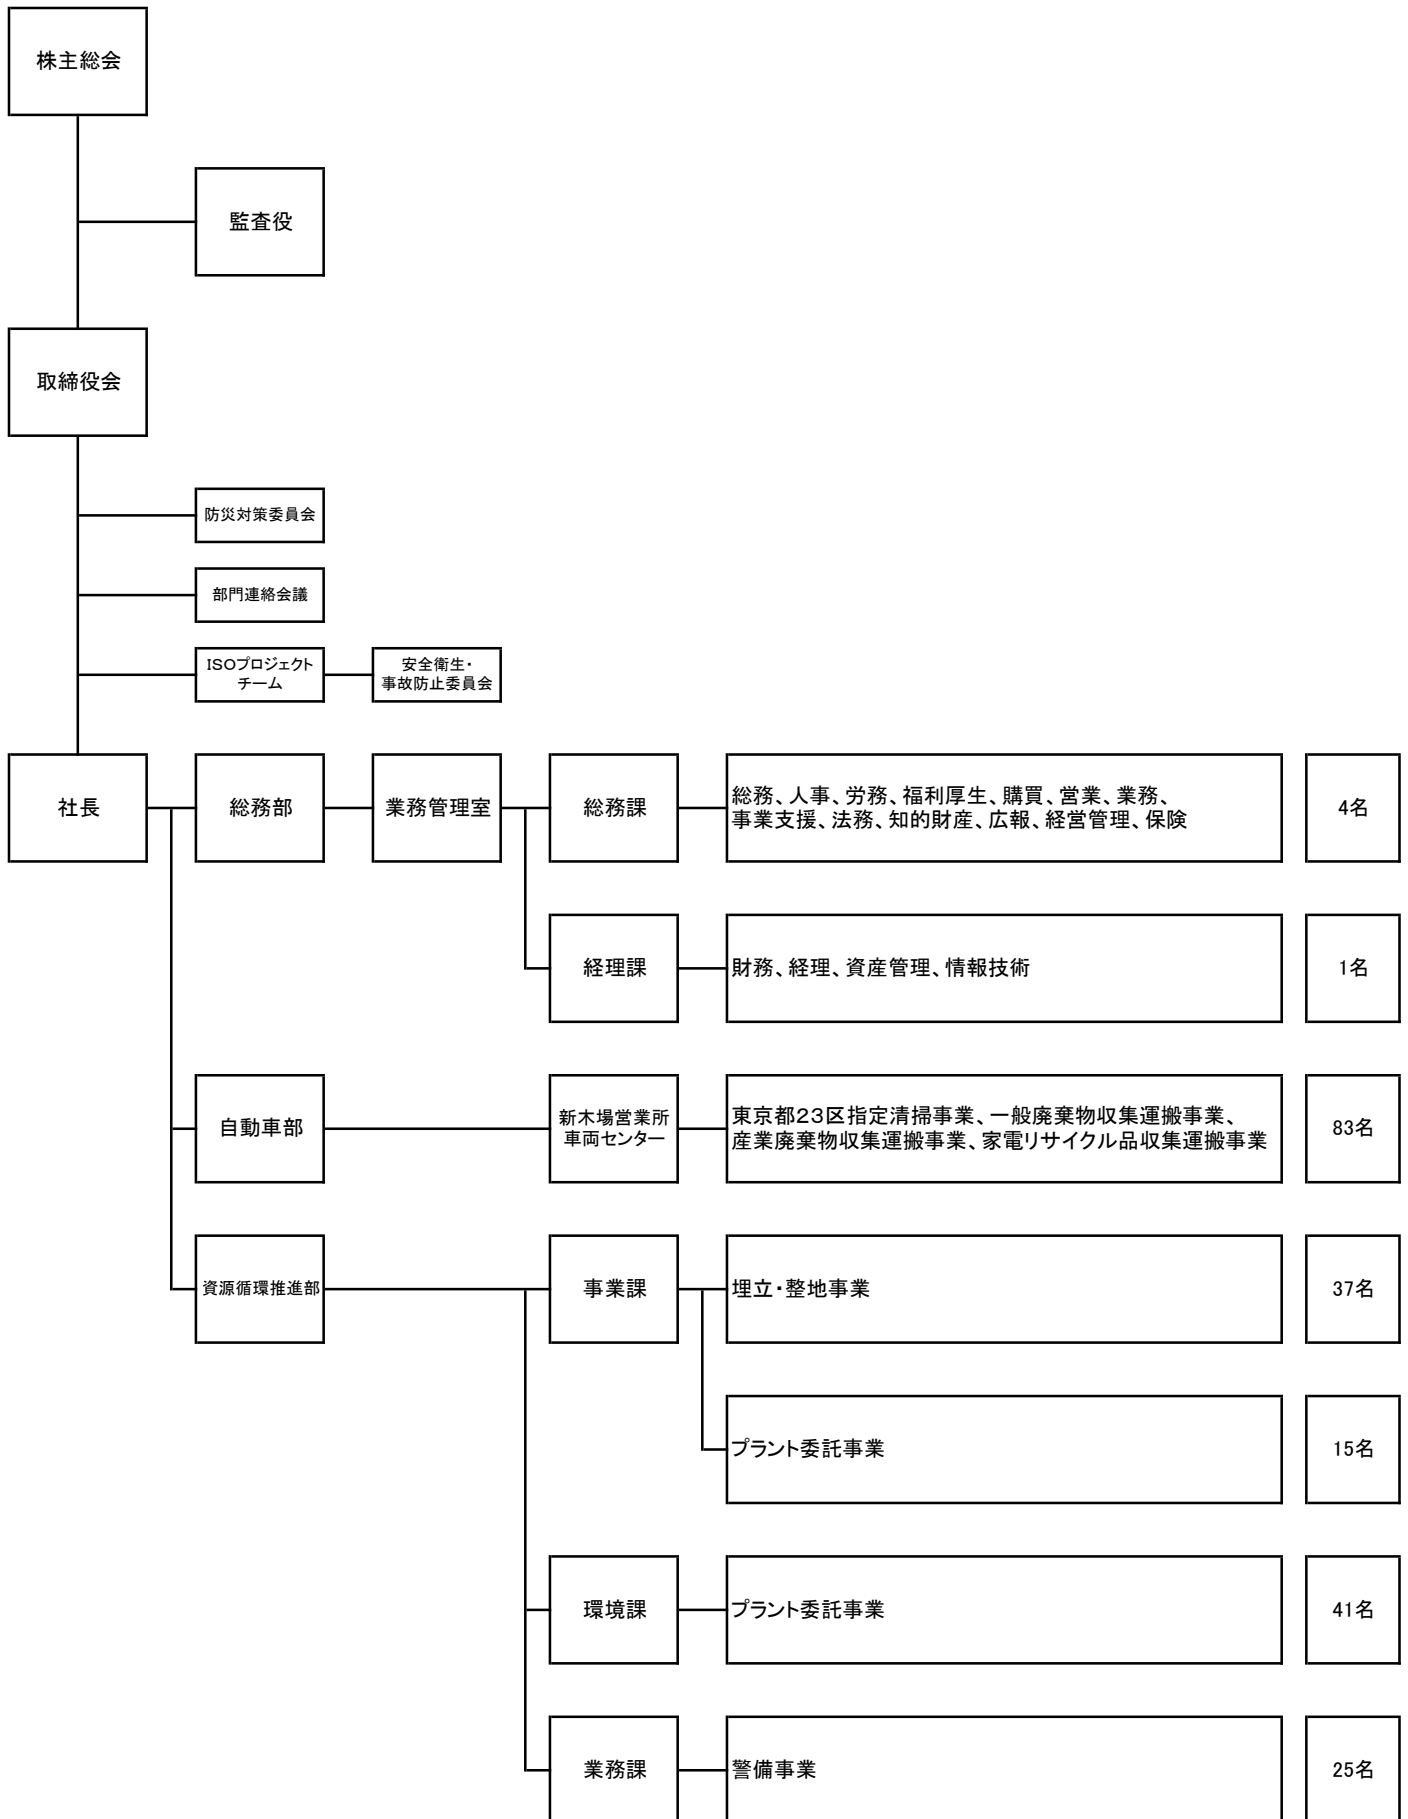 株主総会
監査役
取締役会
防災対策委員会
部門連絡会議
ISOプロジェクト
チーム
安全衛生・
事故防止委員会
社長
総務部
業務管理室
総務課
総務、人事、労務、福利厚生、購買、営業、業務、
事業支援、法務、知的財産、広報、経営管理、保険
4名
経理課
財務、経理、資産管理、情報技術
1名
自動車部
新木場営業所
車両センター
東京都23区指定清掃事業、一般廃棄物収集運搬事業、
産業廃棄物収集運搬事業、家電リサイクル品収集運搬事業
83名
資源循環推進部
事業課
埋立・整地事業
37名
プラント委託事業
15名
環境課
プラント委託事業
41名
業務課
警備事業
25名